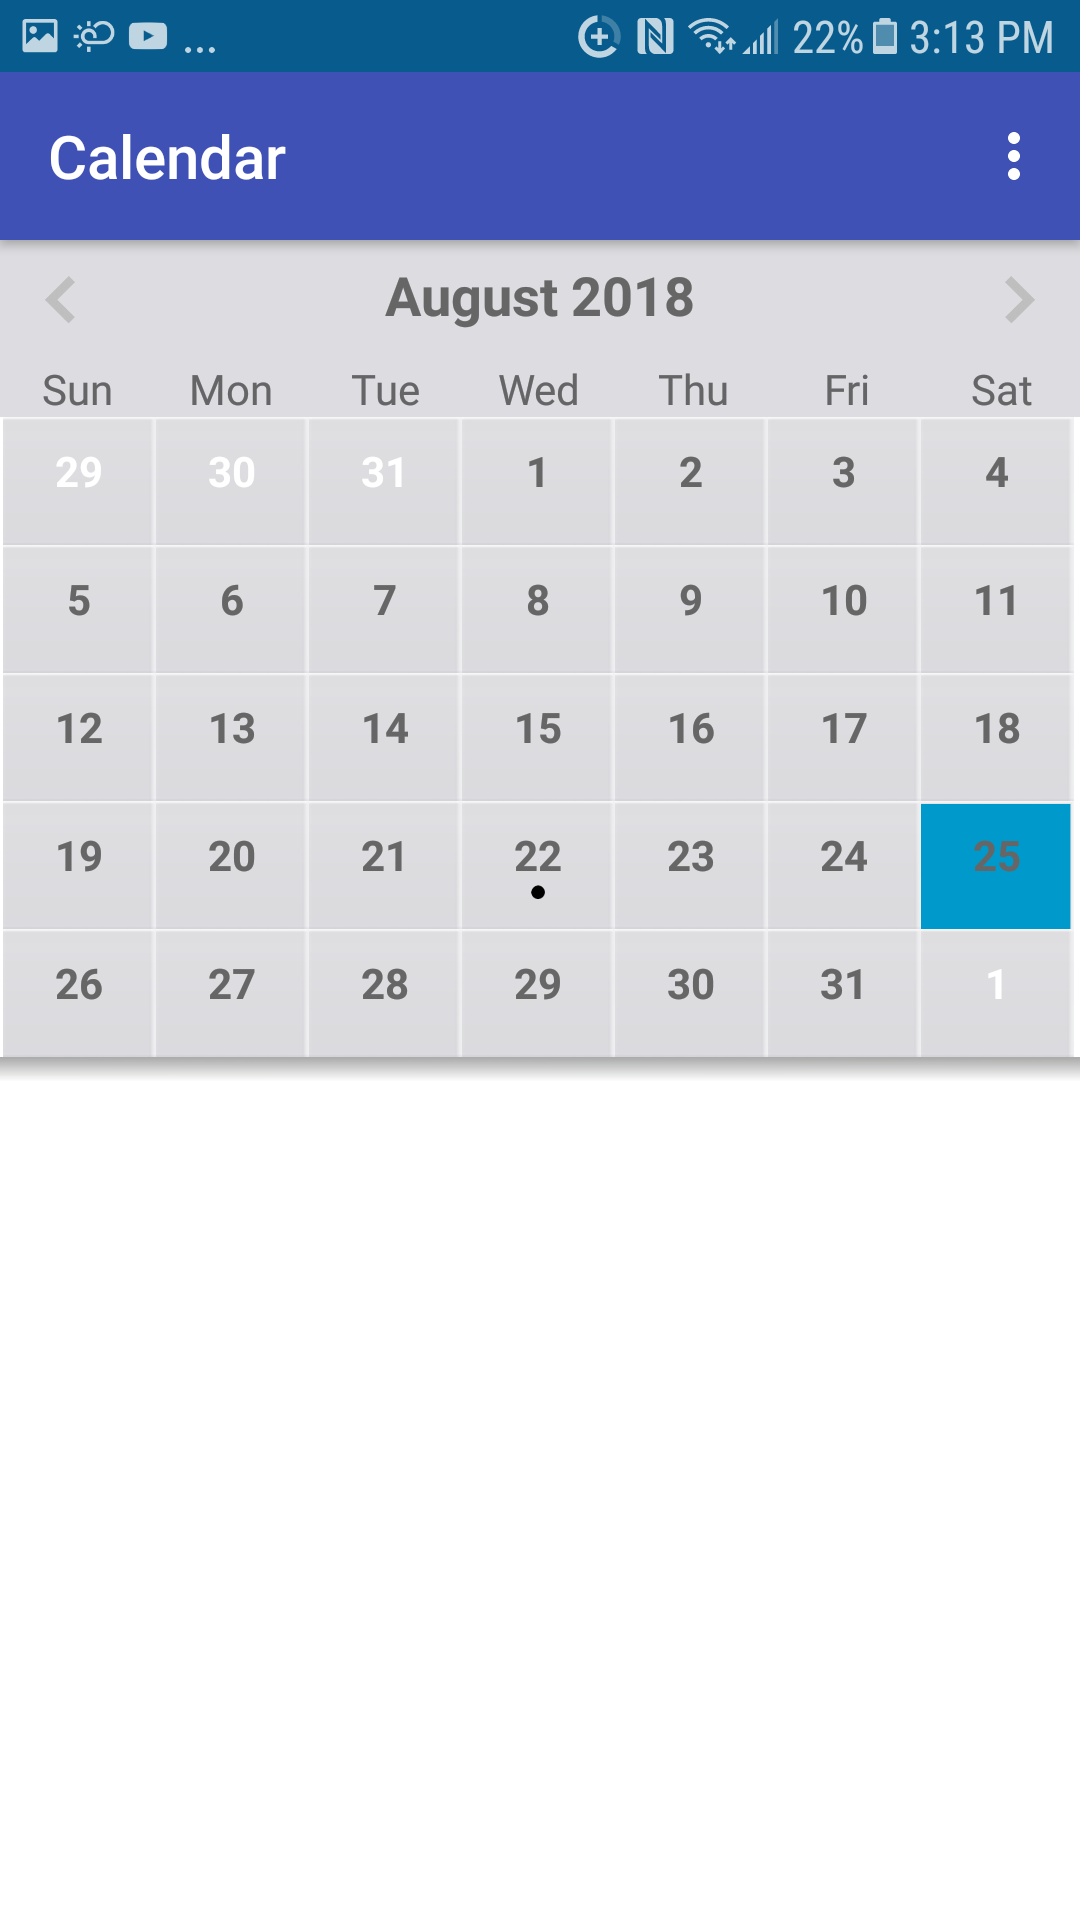 ... 22% 3:13 PM
Calendar
August 2018
Sun Mon Tue Wed Thu Fri Sat
29 30 31 1 2 3 4
5 6 7 8 9 10 11
12 13 14 15 16 17 18
19 20 21 22 23 24 25
26 27 28 29 30 31 1